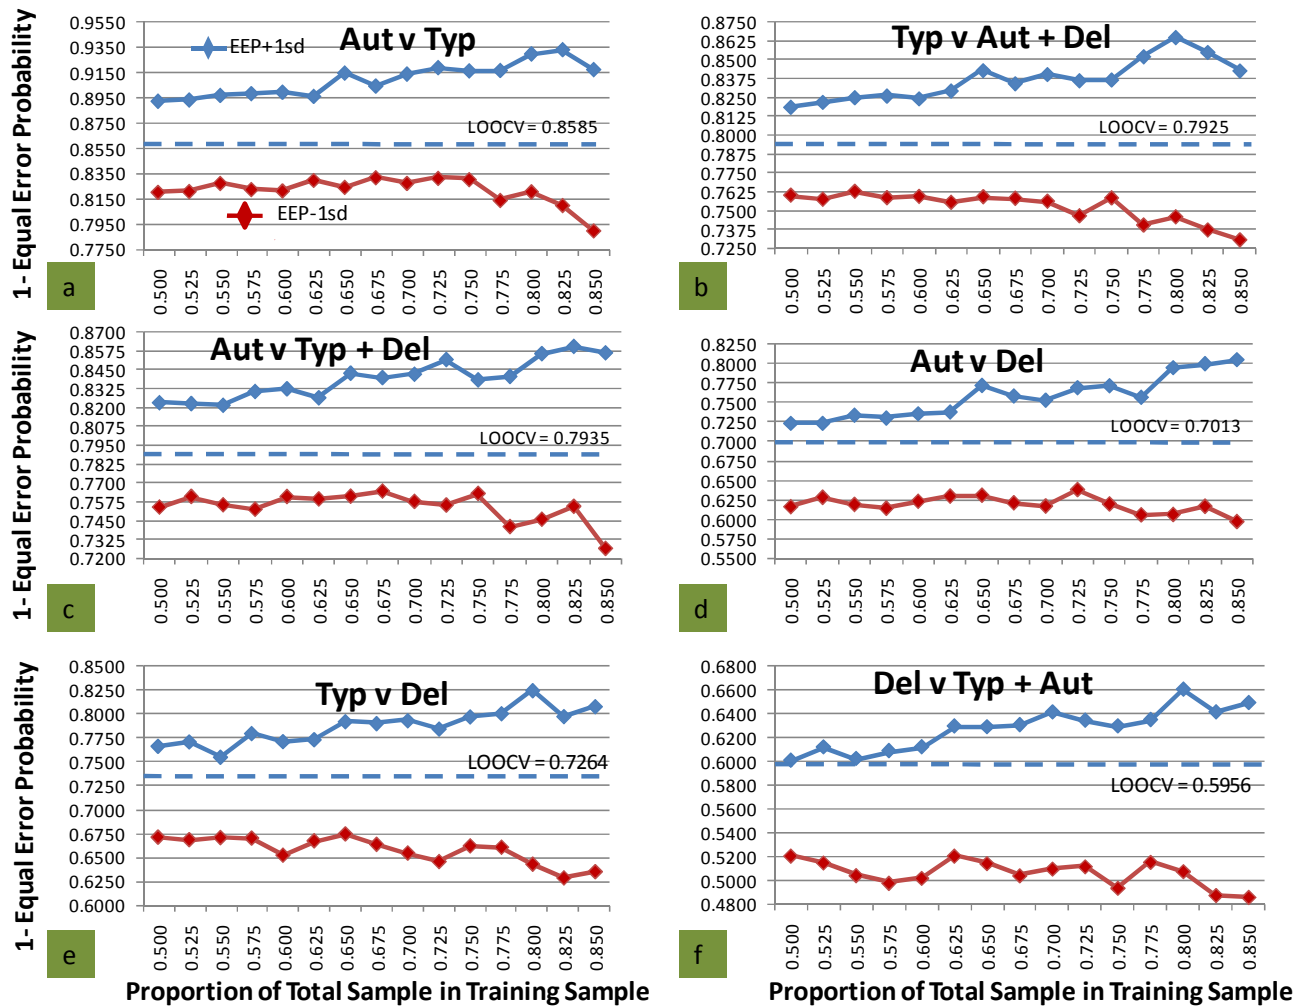 Aut v Typ
1- Equal Error Probability
0.9550
0.9350
0.9150
0.8950
0.8750
0.8550
0.8350
0.8150
0.7950
0.7750
EEP+1sd
LOOCV = 0.8585
EEP-1sd
a
0.500 0.525 0.550 0.575 0.600 0.625 0.650 0.675 0.700 0.725 0.750 0.775 0.800 0.825 0.850
Typ v Aut + Del
0.8750
0.8625
0.8500
0.8375
0.8250
0.8125
0.8000
0.7875
0.7750
0.7625
0.7500
0.7375
0.7250
LOOCV = 0.7925
b
0.500 0.525 0.550 0.575 0.600 0.625 0.650 0.675 0.700 0.725 0.750 0.775 0.800 0.825 0.850
Aut v Typ + Del
1- Equal Error Probability
0.8700
0.8575
0.8450
0.8325
0.8200
0.8075
0.7950
0.7825
0.7700
0.7575
0.7450
0.7325
0.7200
LOOCV = 0.7935
c
0.500 0.525 0.550 0.575 0.600 0.625 0.650 0.675 0.700 0.725 0.750 0.775 0.800 0.825 0.850
Aut v Del
0.8250
0.8000
0.7750
0.7500
0.7250
0.7000
0.6750
0.6500
0.6250
0.6000
0.5750
0.5500
LOOCV = 0.7013
d
0.500 0.525 0.550 0.575 0.600 0.625 0.650 0.675 0.700 0.725 0.750 0.775 0.800 0.825 0.850
Typ v Del
1- Equal Error Probability
0.8500
0.8250
0.8000
0.7750
0.7500
0.7250
0.7000
0.6750
0.6500
0.6250
0.6000
LOOCV = 0.7264
e
0.500 0.525 0.550 0.575 0.600 0.625 0.650 0.675 0.700 0.725 0.750 0.775 0.800 0.825 0.850
Proportion of Total Sample in Training Sample
Del v Typ + Aut
0.6800
0.6600
0.6400
0.6200
0.6000
0.5800
0.5600
0.5400
0.5200
0.5000
0.4800
LOOCV = 0.5956
f
0.500 0.525 0.550 0.575 0.600 0.625 0.650 0.675 0.700 0.725 0.750 0.775 0.800 0.825 0.850
Proportion of Total Sample in Training Sample